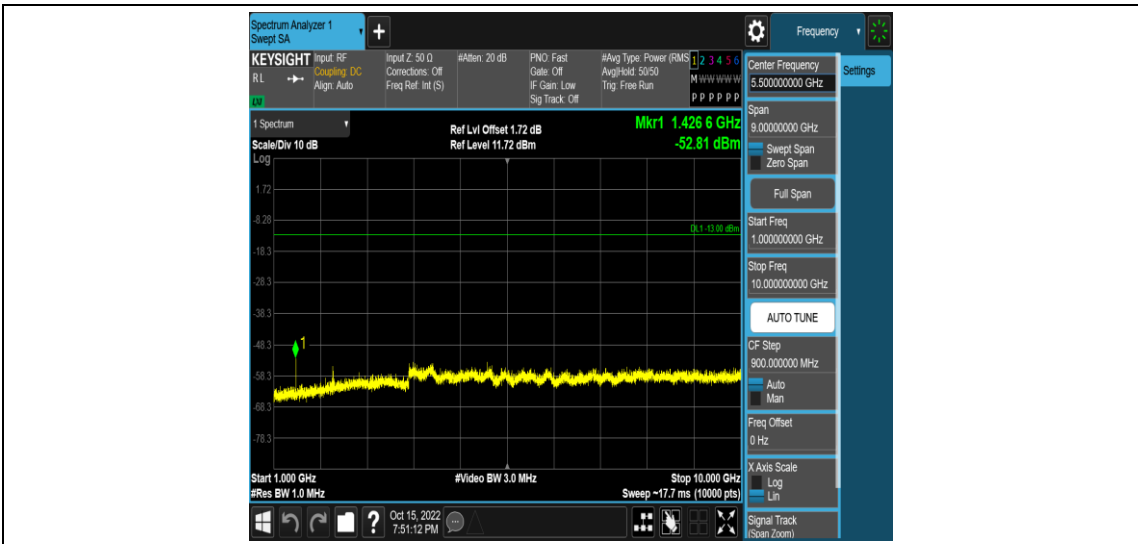 Spectrum Analyzer 1
Swept SA
+
Frequency
KEYSIGHT
RL
LXI
Input: RF
Coupling: DC
Align: Auto
Input Z: 50 Ω
Corrections: Off
Freq Ref: Int (S)
#Atten: 20 dB
PNO: Fast
Gate: Off
IF Gain: Low
Sig Track: Off
#Avg Type: Power (RMS
Avg|Hold: 50/50
Trig: Free Run
1 2 3 4 5 6
M W W W W W
P P P P P P
1 Spectrum
Scale/Div 10 dB
Log
Ref Lvl Offset 1.72 dB
Ref Level 11.72 dBm
Mkr1 1.426 6 GHz
-52.81 dBm
1.72
-8.28
-18.3
-28.3
-38.3
-48.3
-58.3
-68.3
-78.3
DL1 -13.00 dBm
1
Start 1.000 GHz
#Res BW 1.0 MHz
#Video BW 3.0 MHz
Stop 10.000 GHz
Sweep ~17.7 ms (10000 pts)
Center Frequency
5.500000000 GHz
Settings
Span
9.00000000 GHz
Swept Span
Zero Span
Full Span
Start Freq
1.000000000 GHz
Stop Freq
10.000000000 GHz
AUTO TUNE
CF Step
900.000000 MHz
Auto
Man
Freq Offset
0 Hz
X Axis Scale
Log
Lin
Signal Track
(Span Zoom)
?
Oct 15, 2022
7:51:12 PM